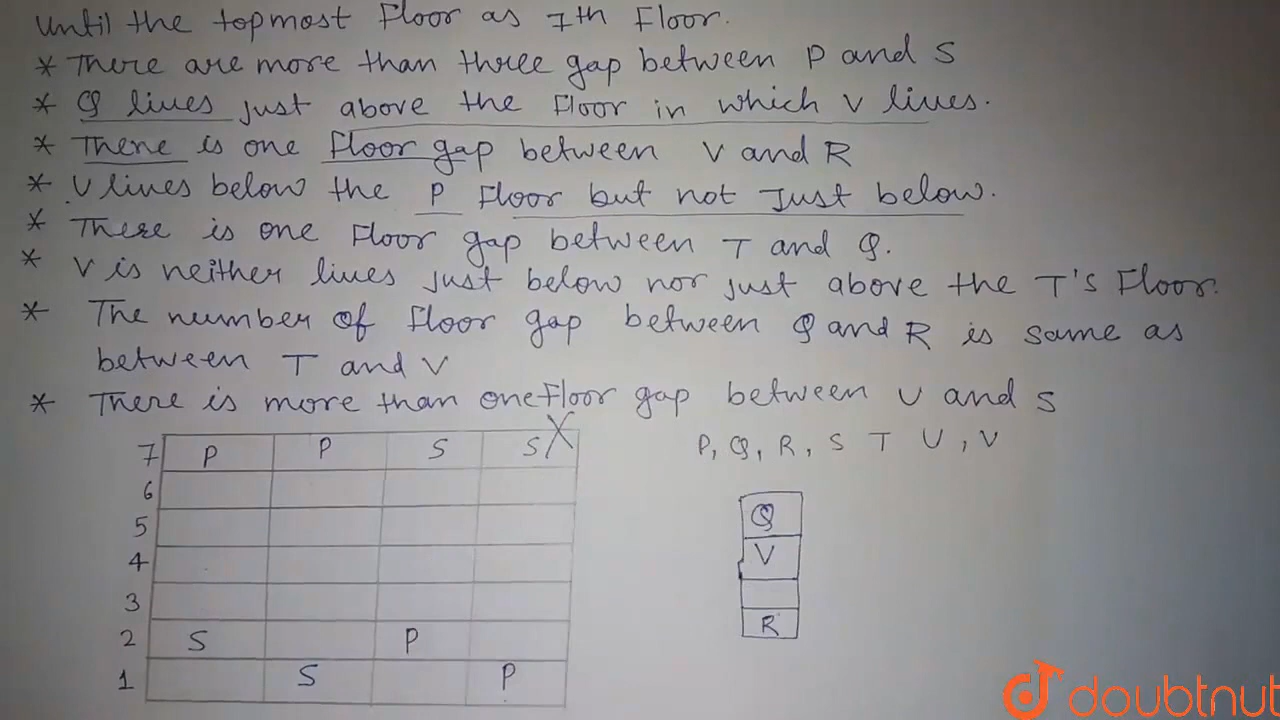 until the topmost Floor as 7th Floor.
* There are more than three gap between P and S
* Q lives just above the Floor in which V lives.
* There is one Floor gap between V and R
* U lives below the P Floor but not Just below.
* There is one Floor gap between T and Q.
* V is neither lives just below nor just above the T's Floor.
* The number of Floor gap between Q and R is same as
between T and V
* There is more than one Floor gap between U and S
7 P P S S X
6
5
4
3
2 S P
1 S P
P, Q, R, S T U, V
Q
V
R
doubtnut